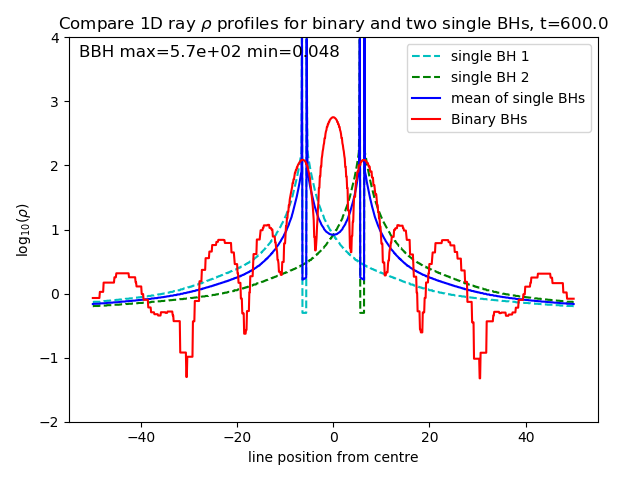 Compare 1D ray ρ profiles for binary and two single BHs, t=600.0
BBH max=5.7e+02 min=0.048
single BH 1
single BH 2
mean of single BHs
Binary BHs
log₁₀(ρ)
4
3
2
1
0
−1
−2
−40 −20 0 20 40
line position from centre